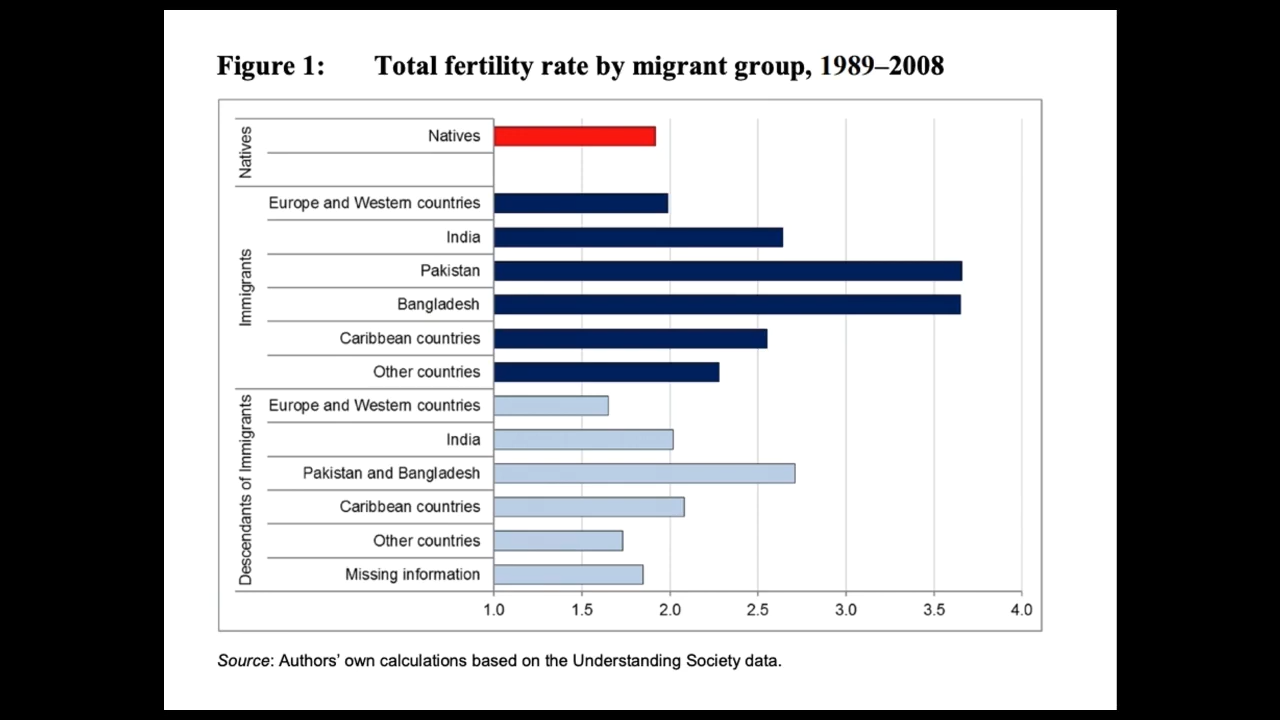 Figure 1: Total fertility rate by migrant group, 1989–2008
Natives
Natives
Immigrants
Europe and Western countries
India
Pakistan
Bangladesh
Caribbean countries
Other countries
Descendants of Immigrants
Europe and Western countries
India
Pakistan and Bangladesh
Caribbean countries
Other countries
Missing information
1.0 1.5 2.0 2.5 3.0 3.5 4.0
Source: Authors’ own calculations based on the Understanding Society data.